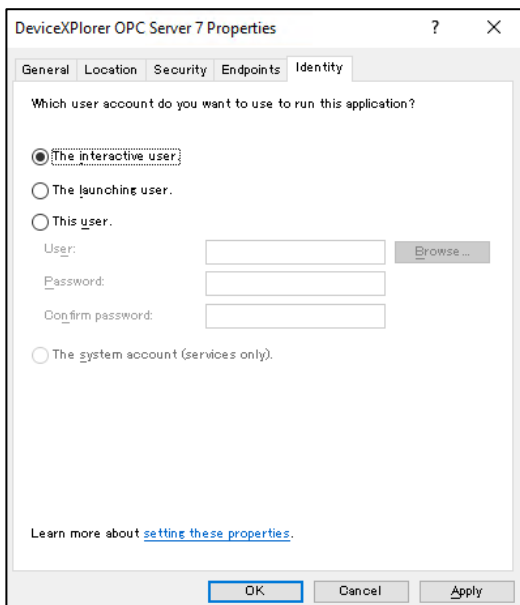 DeviceXPlorer OPC Server 7 Properties
General Location Security Endpoints Identity
Which user account do you want to use to run this application?
The interactive user.
The launching user.
This user.
User:
Browse...
Password:
Confirm password:
The system account (services only).
Learn more about setting these properties.
OK Cancel Apply